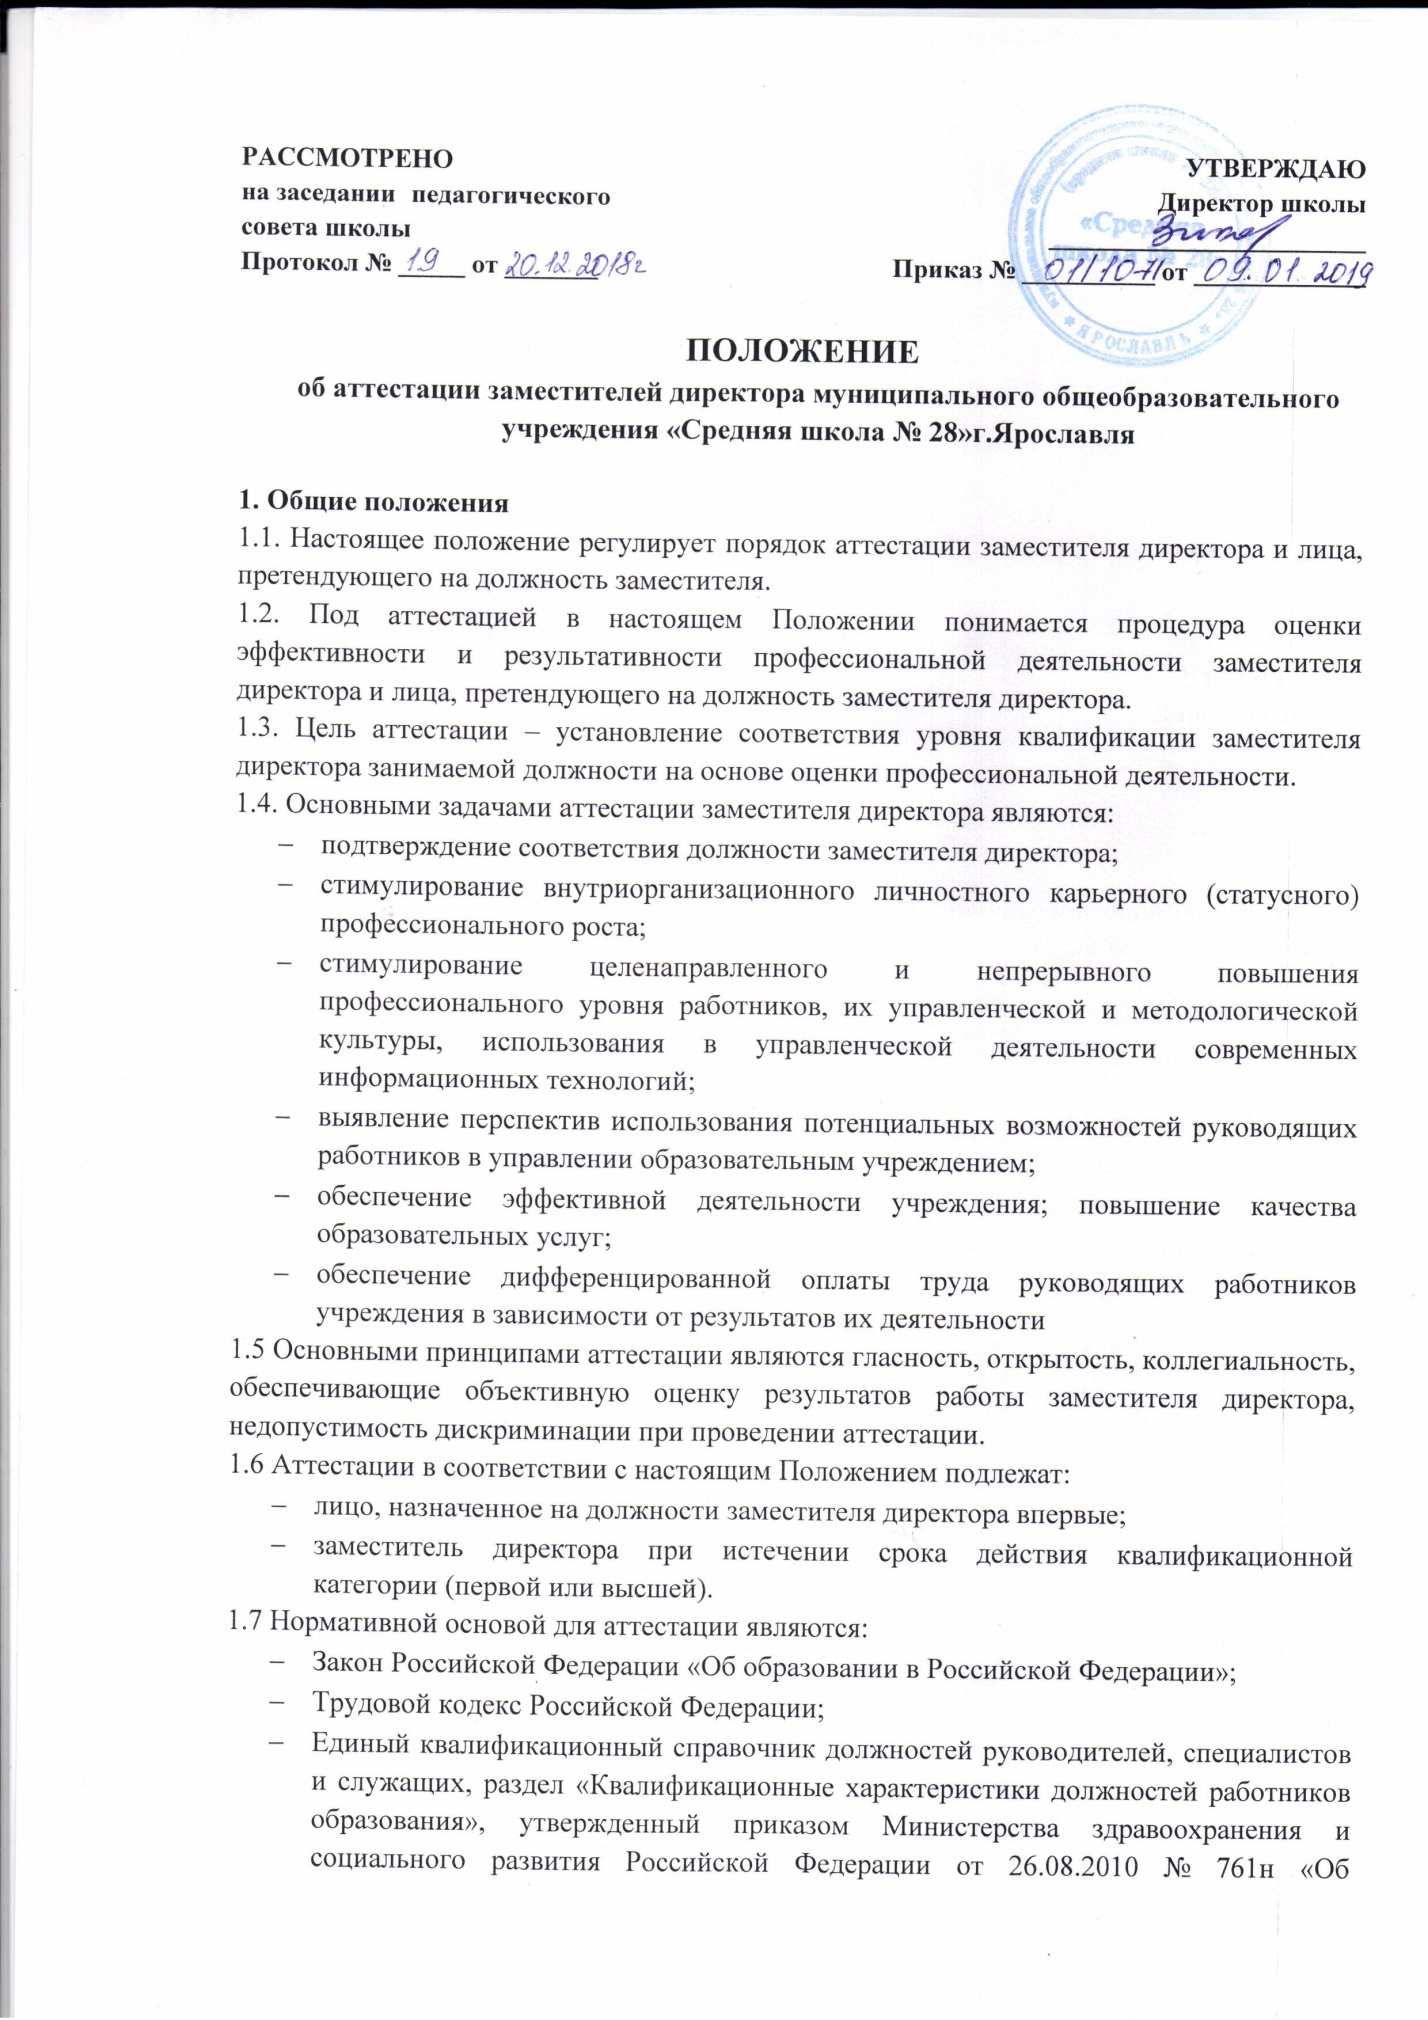 РАССМОТРЕНО
на заседании педагогического
совета школы
Протокол № 19 от 20.12.2018г
УТВЕРЖДАЮ
Директор школы
Приказ № 01/10-11 от 09.01.2019
«Средняя
школа № 28»
ЯРОСЛАВЛЬ
ПОЛОЖЕНИЕ
об аттестации заместителей директора муниципального общеобразовательного
учреждения «Средняя школа № 28»г.Ярославля
1. Общие положения
1.1. Настоящее положение регулирует порядок аттестации заместителя директора и лица,
претендующего на должность заместителя.
1.2. Под аттестацией в настоящем Положении понимается процедура оценки
эффективности и результативности профессиональной деятельности заместителя
директора и лица, претендующего на должность заместителя директора.
1.3. Цель аттестации – установление соответствия уровня квалификации заместителя
директора занимаемой должности на основе оценки профессиональной деятельности.
1.4. Основными задачами аттестации заместителя директора являются:
– подтверждение соответствия должности заместителя директора;
– стимулирование внутриорганизационного личностного карьерного (статусного)
профессионального роста;
– стимулирование целенаправленного и непрерывного повышения
профессионального уровня работников, их управленческой и методологической
культуры, использования в управленческой деятельности современных
информационных технологий;
– выявление перспектив использования потенциальных возможностей руководящих
работников в управлении образовательным учреждением;
– обеспечение эффективной деятельности учреждения; повышение качества
образовательных услуг;
– обеспечение дифференцированной оплаты труда руководящих работников
учреждения в зависимости от результатов их деятельности
1.5 Основными принципами аттестации являются гласность, открытость, коллегиальность,
обеспечивающие объективную оценку результатов работы заместителя директора,
недопустимость дискриминации при проведении аттестации.
1.6 Аттестации в соответствии с настоящим Положением подлежат:
– лицо, назначенное на должности заместителя директора впервые;
– заместитель директора при истечении срока действия квалификационной
категории (первой или высшей).
1.7 Нормативной основой для аттестации являются:
– Закон Российской Федерации «Об образовании в Российской Федерации»;
– Трудовой кодекс Российской Федерации;
– Единый квалификационный справочник должностей руководителей, специалистов
и служащих, раздел «Квалификационные характеристики должностей работников
образования», утвержденный приказом Министерства здравоохранения и
социального развития Российской Федерации от 26.08.2010 № 761н «Об